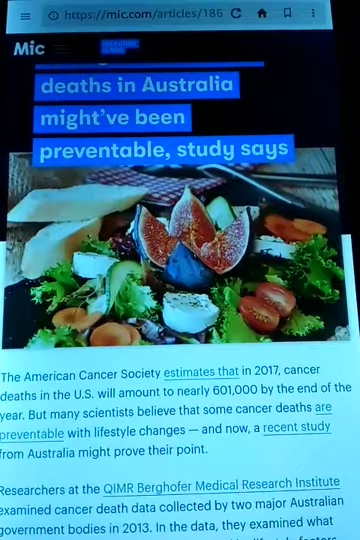 https://mic.com/articles/186
Mic
deaths in Australia
might've been
preventable, study says
The American Cancer Society estimates that in 2017, cancer
deaths in the U.S. will amount to nearly 601,000 by the end of the
year. But many scientists believe that some cancer deaths are
preventable with lifestyle changes — and now, a recent study
from Australia might prove their point.
Researchers at the QIMR Berghofer Medical Research Institute
examined cancer death data collected by two major Australian
government bodies in 2013. In the data, they examined what